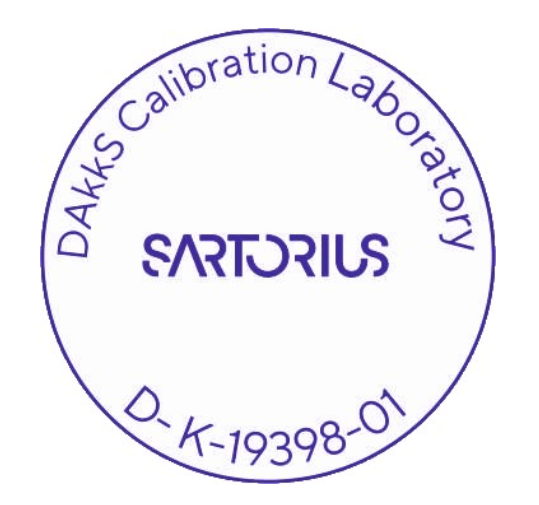 DAkkS Calibration Laboratory
SARTORIUS
D- K-19398-01